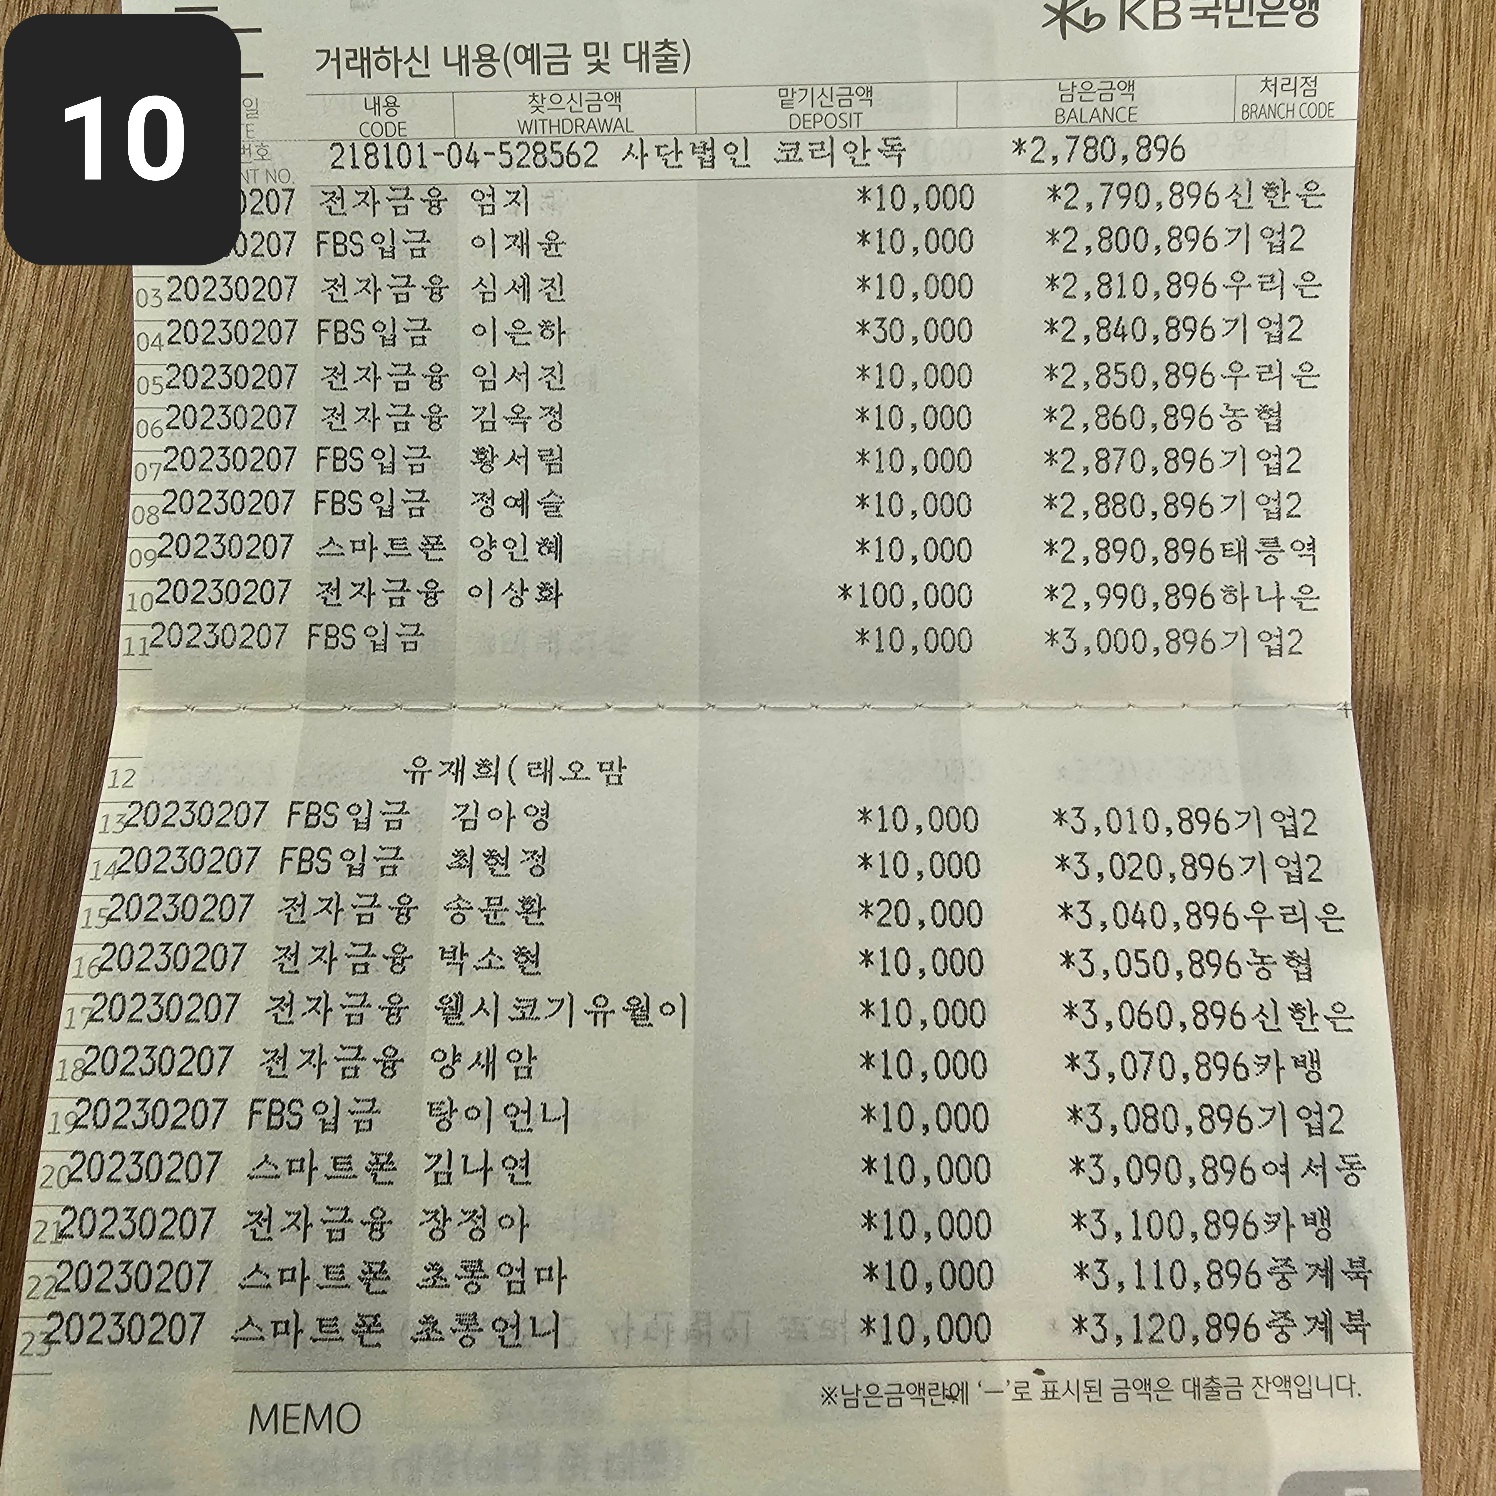 10
KB국민은행
거래하신 내용(예금 및 대출)
일 내용 찾으신금액 맡기신금액 남은금액 처리점
E CODE WITHDRAWAL DEPOSIT BALANCE BRANCH CODE
번호 218101-04-528562 사단법인 코리안독 *2,780,896
NT NO.
0207 전자금융 엄지 *10,000 *2,790,896신한은
0207 FBS입금 이재윤 *10,000 *2,800,896기업2
03 20230207 전자금융 심세진 *10,000 *2,810,896우리은
04 20230207 FBS입금 이은하 *30,000 *2,840,896기업2
05 20230207 전자금융 임서진 *10,000 *2,850,896우리은
06 20230207 전자금융 김옥정 *10,000 *2,860,896농협
07 20230207 FBS입금 황서림 *10,000 *2,870,896기업2
08 20230207 FBS입금 정예슬 *10,000 *2,880,896기업2
09 20230207 스마트폰 양인혜 *10,000 *2,890,896태릉역
10 20230207 전자금융 이상화 *100,000 *2,990,896하나은
11 20230207 FBS입금 *10,000 *3,000,896기업2
12 유재희(래오맘
13 20230207 FBS입금 김아영 *10,000 *3,010,896기업2
14 20230207 FBS입금 최현정 *10,000 *3,020,896기업2
15 20230207 전자금융 송문환 *20,000 *3,040,896우리은
16 20230207 전자금융 박소현 *10,000 *3,050,896농협
17 20230207 전자금융 웰시코기유월이 *10,000 *3,060,896신한은
18 20230207 전자금융 양새암 *10,000 *3,070,896카뱅
19 20230207 FBS입금 탕이언니 *10,000 *3,080,896기업2
20 20230207 스마트폰 김나연 *10,000 *3,090,896여서동
21 20230207 전자금융 장정아 *10,000 *3,100,896카뱅
22 20230207 스마트폰 초롱엄마 *10,000 *3,110,896중계북
23 20230207 스마트폰 초롱언니 *10,000 *3,120,896중계북
※남은금액란에 '–'로 표시된 금액은 대출금 잔액입니다.
MEMO